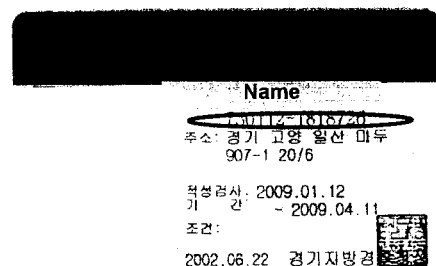 Name
주소: 경기 고양 일산 마두
907-1 20/6
적성검사: 2009.01.12
기 간 ~ 2009.04.11
조건:
2002.06.22 경기지방경